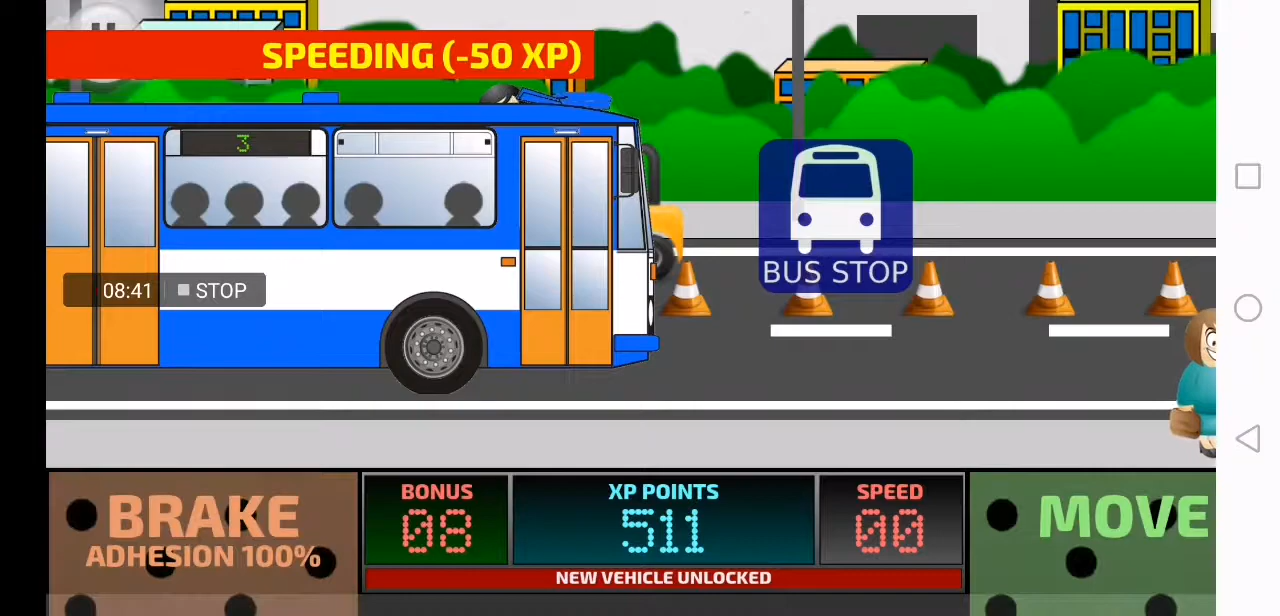 SPEEDING (-50 XP)
3
BUS STOP
08:41 STOP
BRAKE
ADHESION 100%
BONUS
08
XP POINTS
511
SPEED
00
MOVE
NEW VEHICLE UNLOCKED